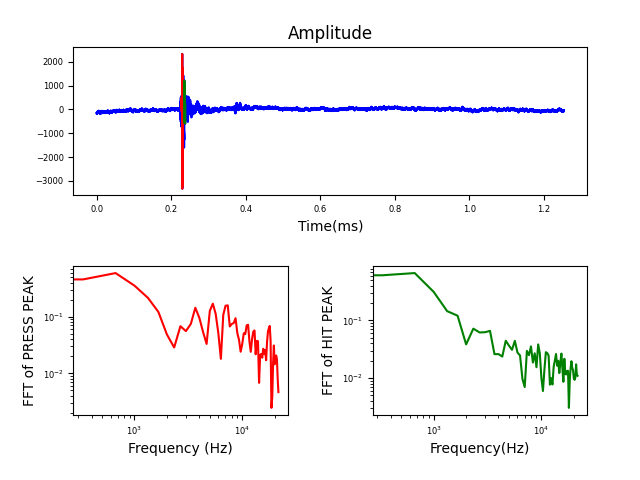 Amplitude
2000
1000
0
−1000
−2000
−3000
0.0 0.2 0.4 0.6 0.8 1.0 1.2
Time(ms)
FFT of PRESS PEAK
10⁻¹
10⁻²
10³ 10⁴
Frequency (Hz)
FFT of HIT PEAK
10⁻¹
10⁻²
10³ 10⁴
Frequency(Hz)